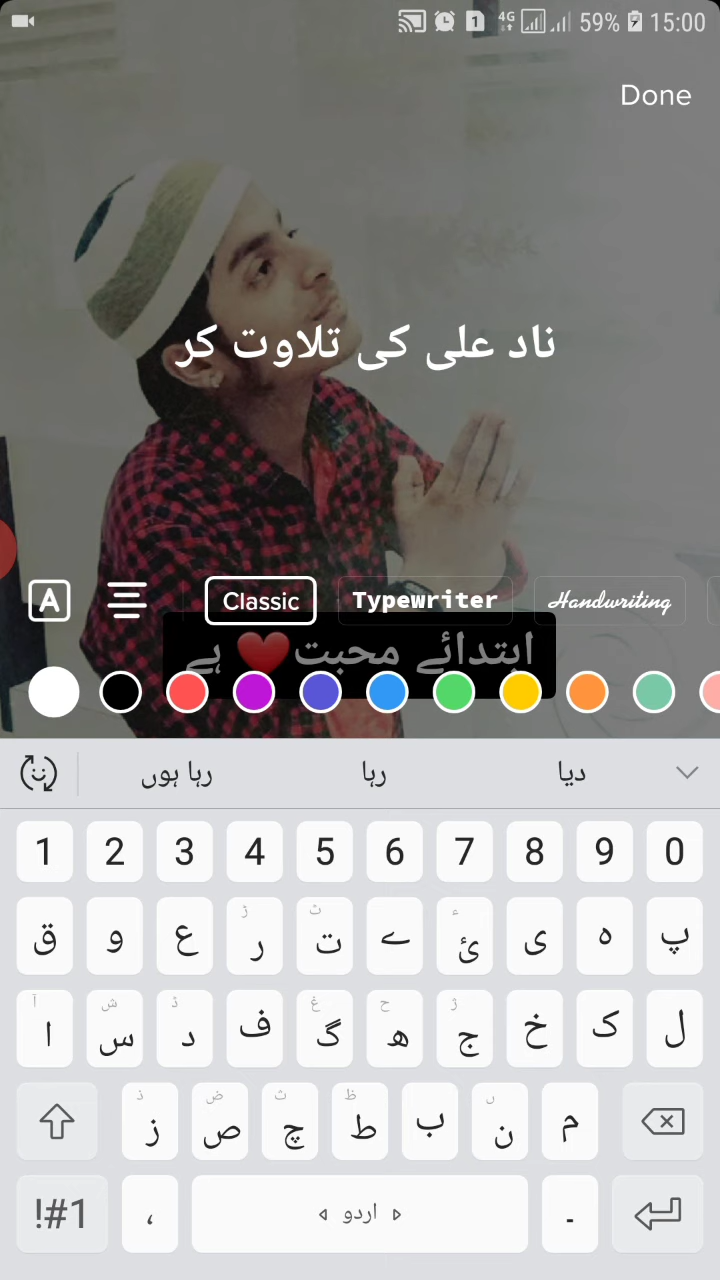 4G 1 59% 15:00
Done
ناد علی کی تلاوت کر
A Classic Typewriter Handwriting
ابتدائے محبت❤️ ہے
رہا ہوں رہا دیا
1 2 3 4 5 6 7 8 9 0
ق و ع ر ڑ ت ٹ ے ئ ء ی ہ پ
ا آ س ش د ڈ ف گ غ ھ ح ج ژ خ ک ل
ز ذ ص ض چ ث ط ظ ب ن ں م
!#1 ، اردو ۔